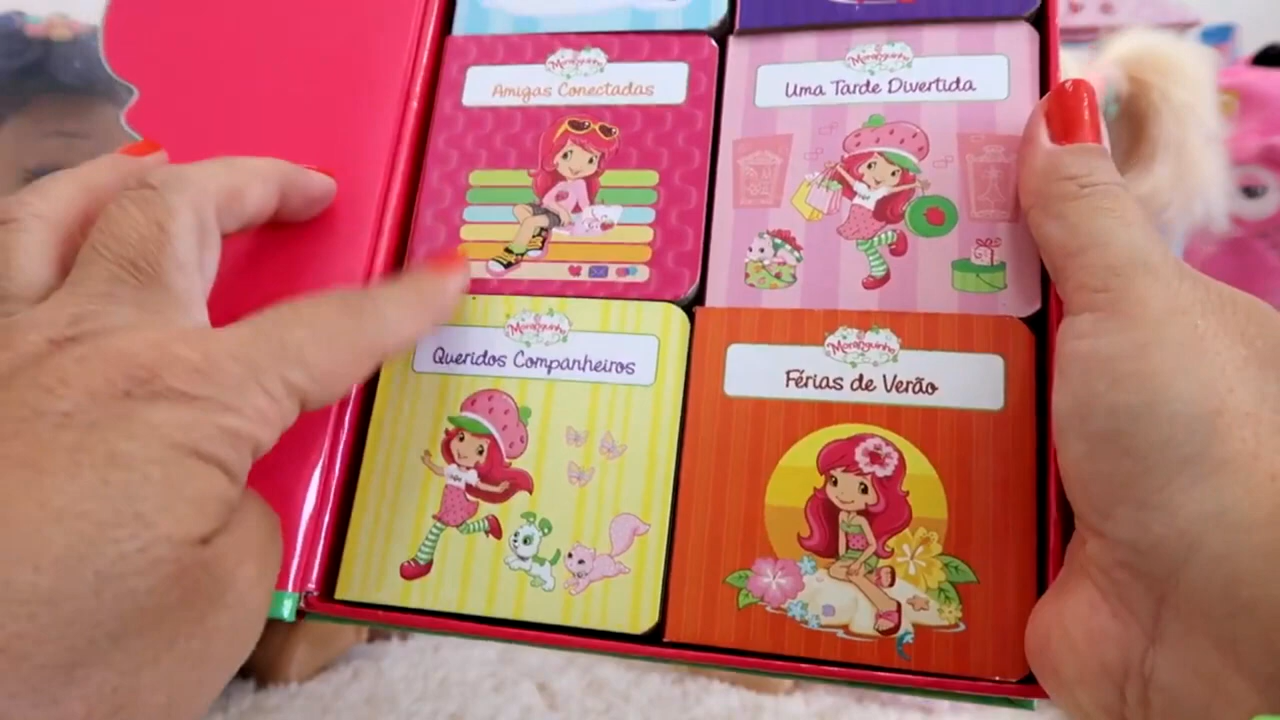 Moranguinho
Amigas Conectadas
Moranguinho
Uma Tarde Divertida
Moranguinho
Queridos Companheiros
Moranguinho
Férias de Verão